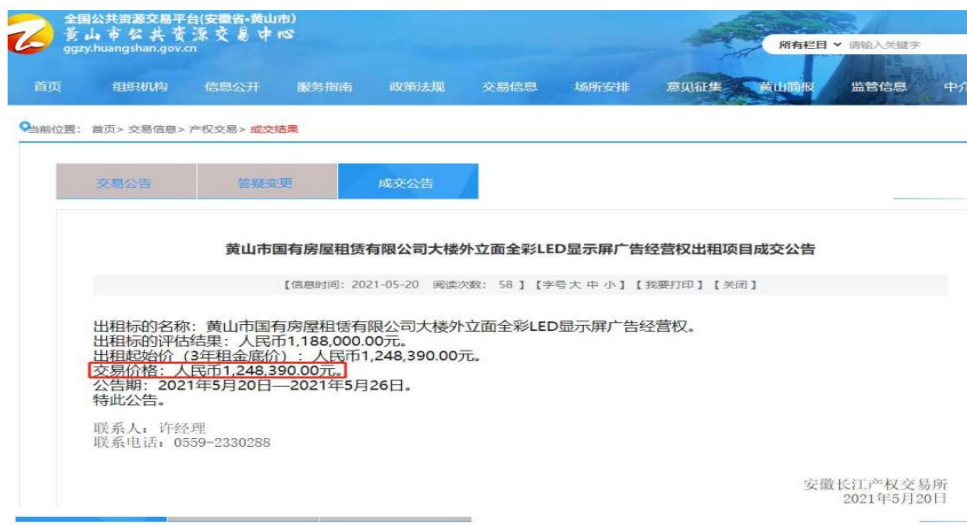 全国公共资源交易平台(安徽省·黄山市)
黄山市公共资源交易中心
ggzy.huangshan.gov.cn
所有栏目 请输入关键字
首页 组织机构 信息公开 服务指南 政策法规 交易信息 场所安排 意见征集 黄山简报 监管信息 中介
当前位置: 首页> 交易信息> 产权交易> 成交结果
交易公告 答疑变更 成交公告
黄山市国有房屋租赁有限公司大楼外立面全彩LED显示屏广告经营权出租项目成交公告
【信息时间: 2021-05-20 阅读次数: 58 】【字号 大 中 小】【 我要打印 】【 关闭 】
出租标的名称：黄山市国有房屋租赁有限公司大楼外立面全彩LED显示屏广告经营权。
出租标的评估结果：人民币1,188,000.00元。
出租起始价（3年租金底价）：人民币1,248,390.00元。
交易价格：人民币1,248,390.00元。
公告期：2021年5月20日—2021年5月26日。
特此公告。
联系人：许经理
联系电话：0559-2330288
安徽长江产权交易所
2021年5月20日